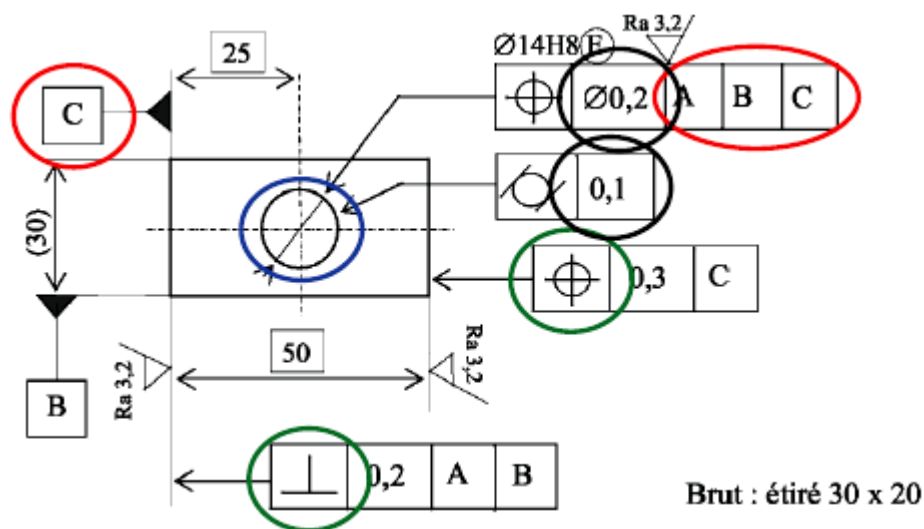 Ra 3,2
Ø14H8 E
25
C
Ø0,2 A B C
0,1
(30)
0,3 C
50
Ra 3,2
Ra 3,2
B
0,2 A B
Brut : étiré 30 x 20